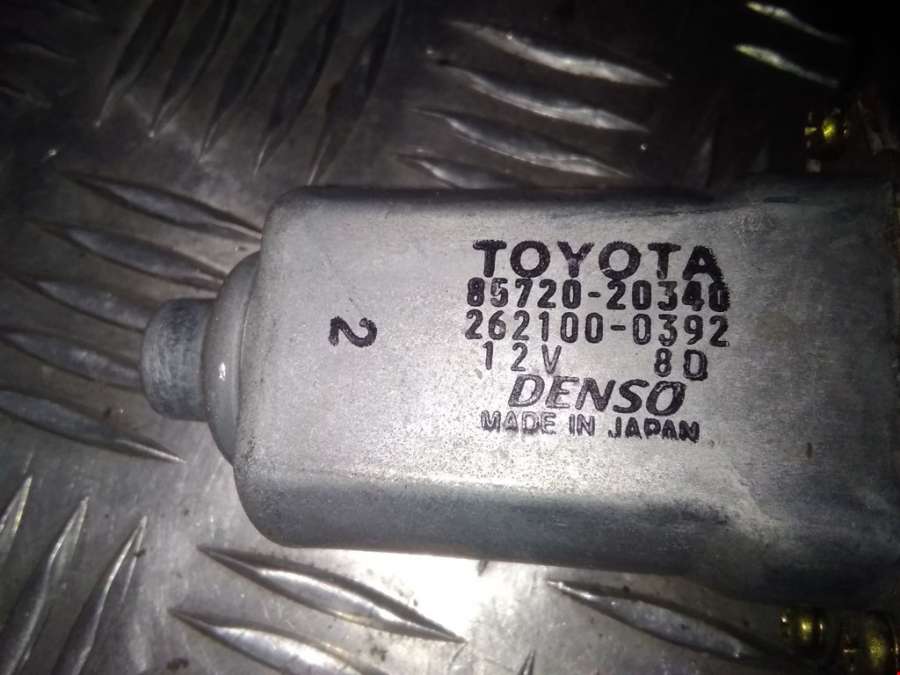 TOYOTA
85720-20340
262100-0392
12V 8D
DENSO
MADE IN JAPAN
2